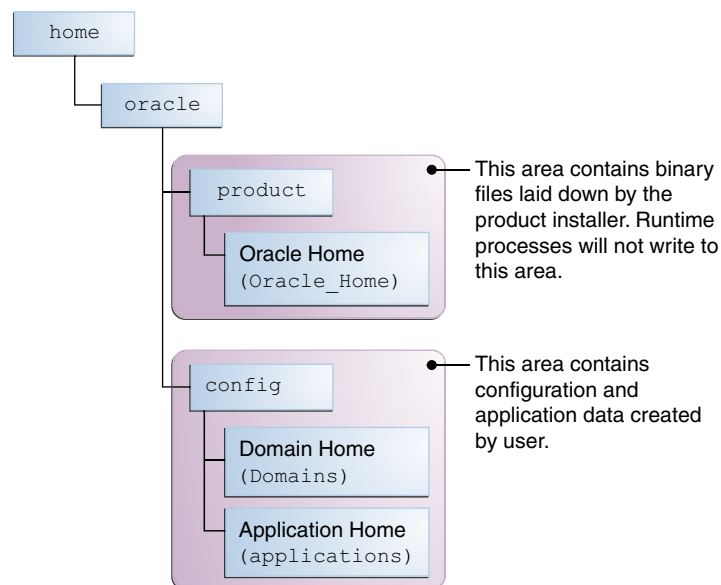 home
oracle
product
Oracle Home
(Oracle_Home)
This area contains binary
files laid down by the
product installer. Runtime
processes will not write to
this area.
config
Domain Home
(Domains)
Application Home
(applications)
This area contains
configuration and
application data created
by user.